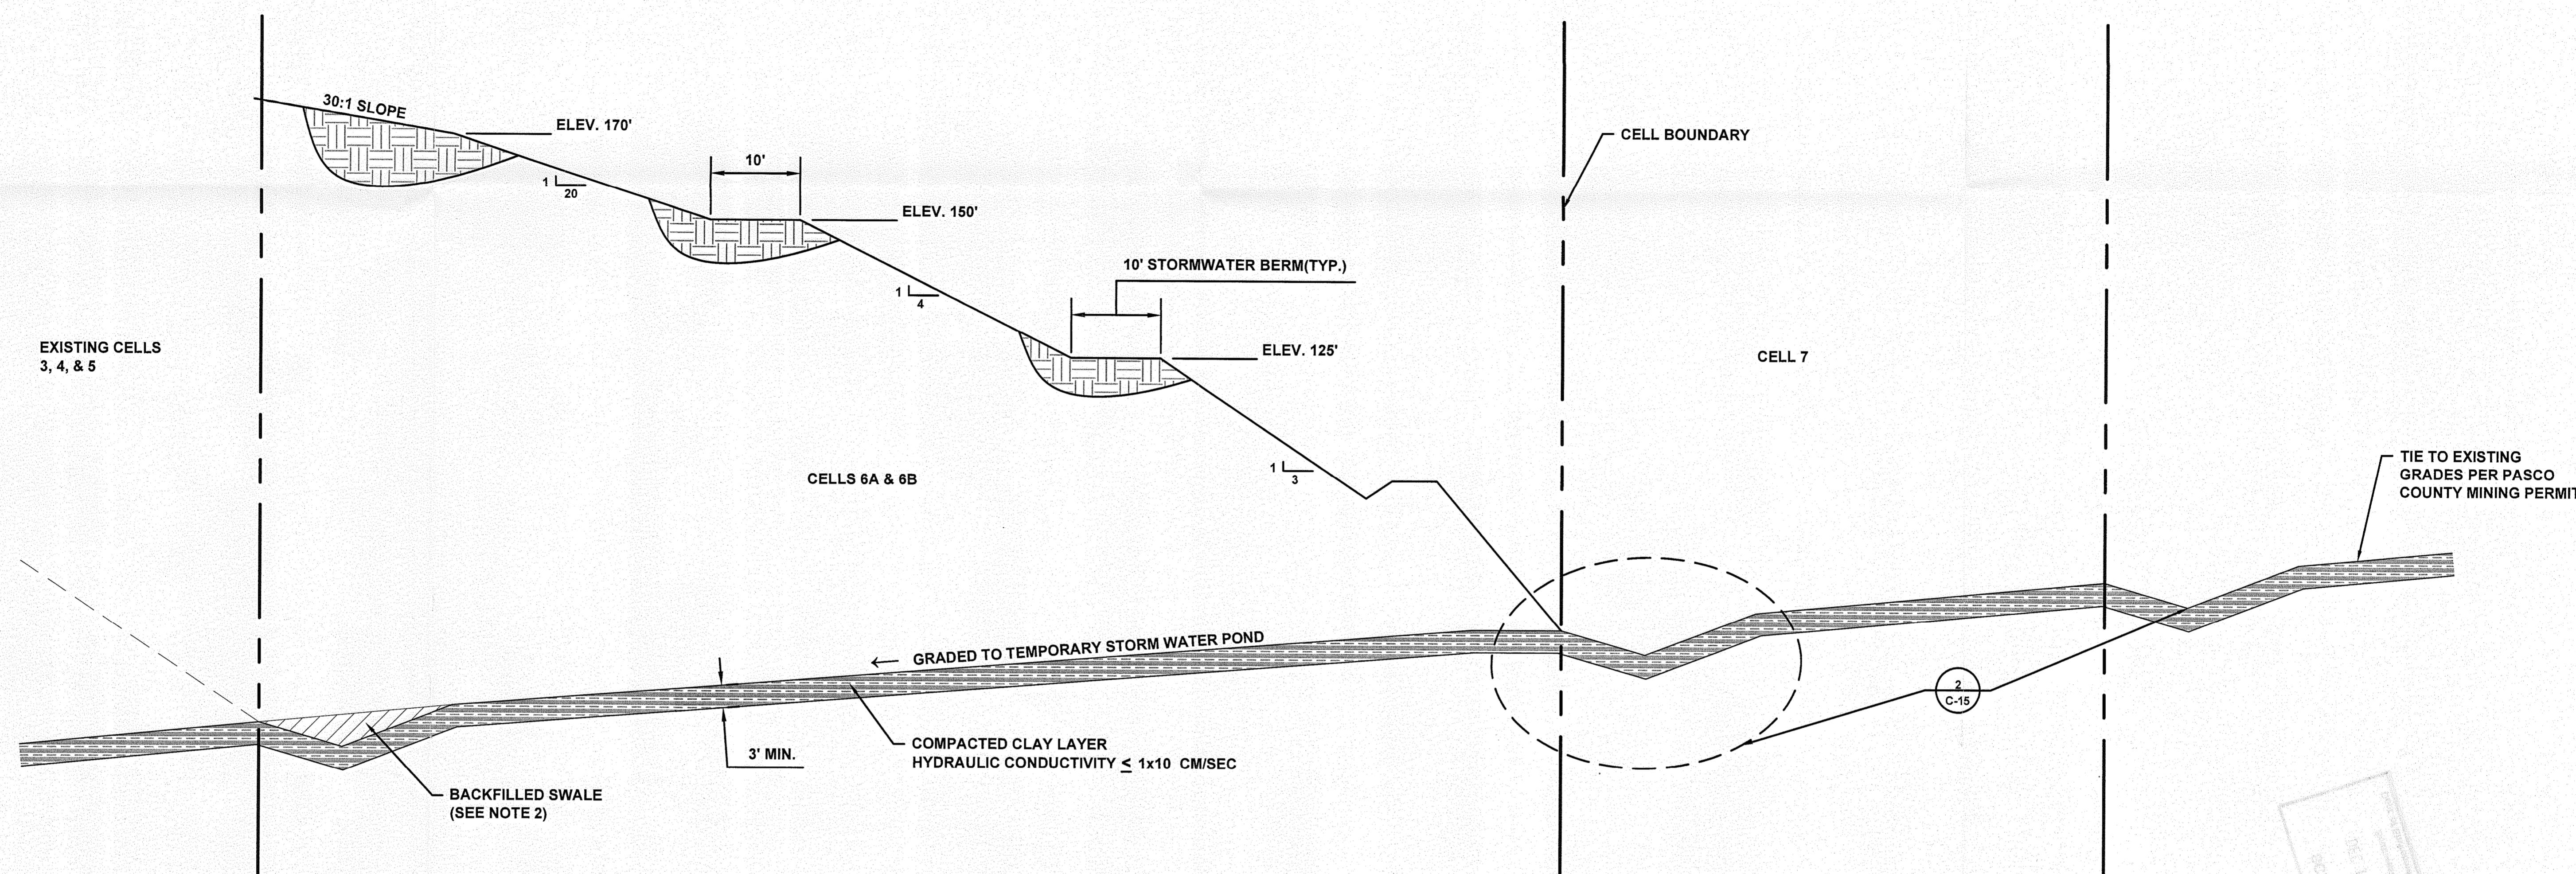 30:1 SLOPE
ELEV. 170'
1
20
10'
ELEV. 150'
CELL BOUNDARY
10' STORMWATER BERM(TYP.)
1
4
ELEV. 125'
EXISTING CELLS
3, 4, & 5
CELL 7
CELLS 6A & 6B
1
3
TIE TO EXISTING
GRADES PER PASCO
COUNTY MINING PERMIT
← GRADED TO TEMPORARY STORM WATER POND
2
C-15
3' MIN.
COMPACTED CLAY LAYER
HYDRAULIC CONDUCTIVITY ≤ 1x10 CM/SEC
BACKFILLED SWALE
(SEE NOTE 2)